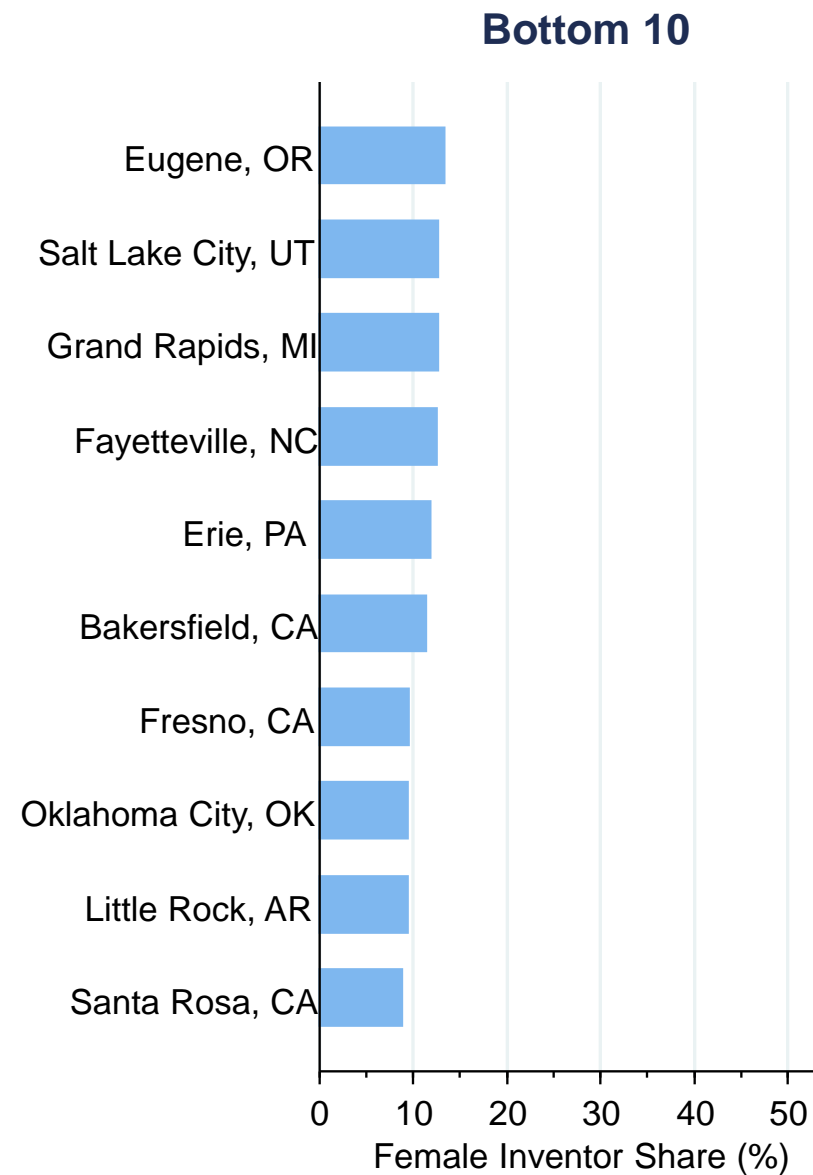 Bottom 10
Eugene, OR
Salt Lake City, UT
Grand Rapids, MI
Fayetteville, NC
Erie, PA
Bakersfield, CA
Fresno, CA
Oklahoma City, OK
Little Rock, AR
Santa Rosa, CA
0 10 20 30 40 50
Female Inventor Share (%)